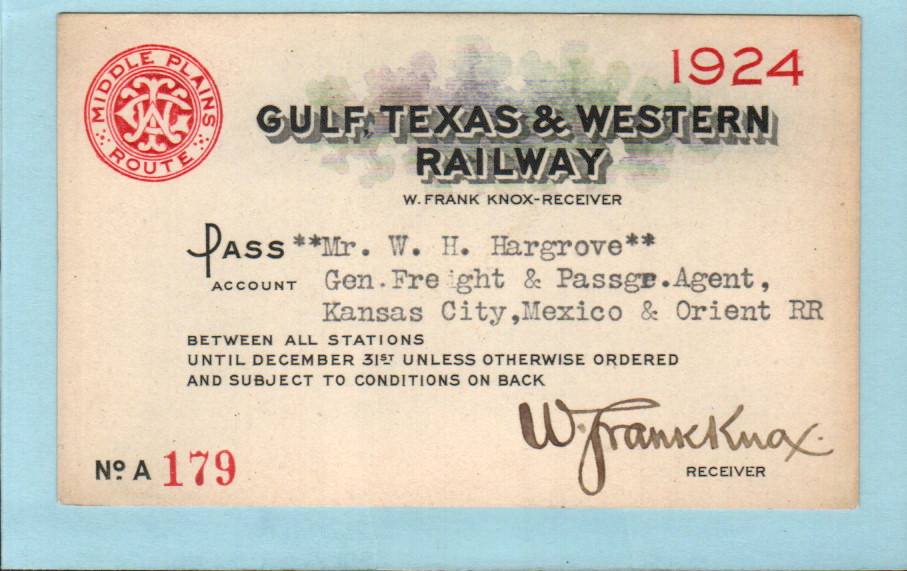 MIDDLE PLAINS
ROUTE
1924
GULF, TEXAS & WESTERN
RAILWAY
W. FRANK KNOX-RECEIVER
PASS **Mr. W. H. Hargrove**
ACCOUNT Gen.Freight & Passgr.Agent,
Kansas City,Mexico & Orient RR
BETWEEN ALL STATIONS
UNTIL DECEMBER 31ST UNLESS OTHERWISE ORDERED
AND SUBJECT TO CONDITIONS ON BACK
W. Frank Knox.
RECEIVER
No A 179